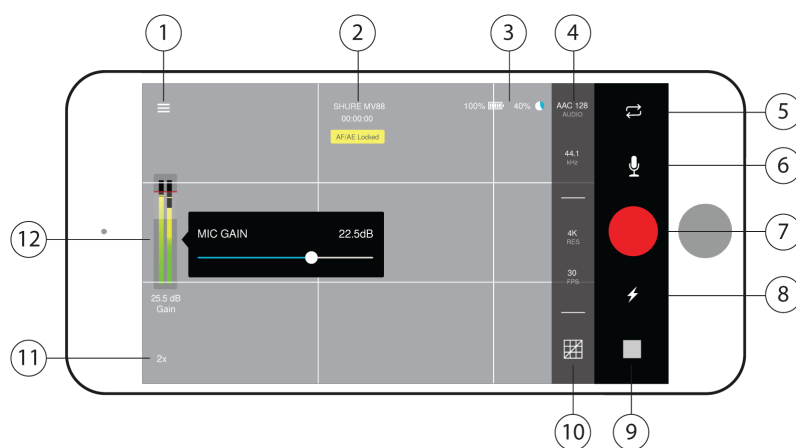 1
2
3
4
SHURE MV88
00:00:00
AF/AE Locked
100%
40%
AAC 128
AUDIO
44.1
kHz
4K
RES
30
FPS
5
6
7
8
MIC GAIN
22.5dB
12
25.5 dB
Gain
11
2x
10
9